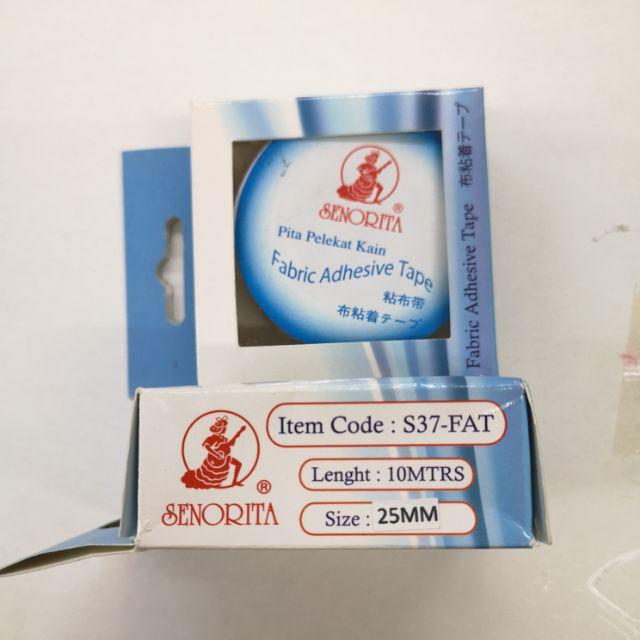 SENORITA ®
Pita Pelekat Kain
Fabric Adhesive Tape
粘布带
布粘着テープ
Fabric Adhesive Tape 布粘着テープ
SENORITA ®
Item Code : S37-FAT
Lenght : 10MTRS
Size : 25MM